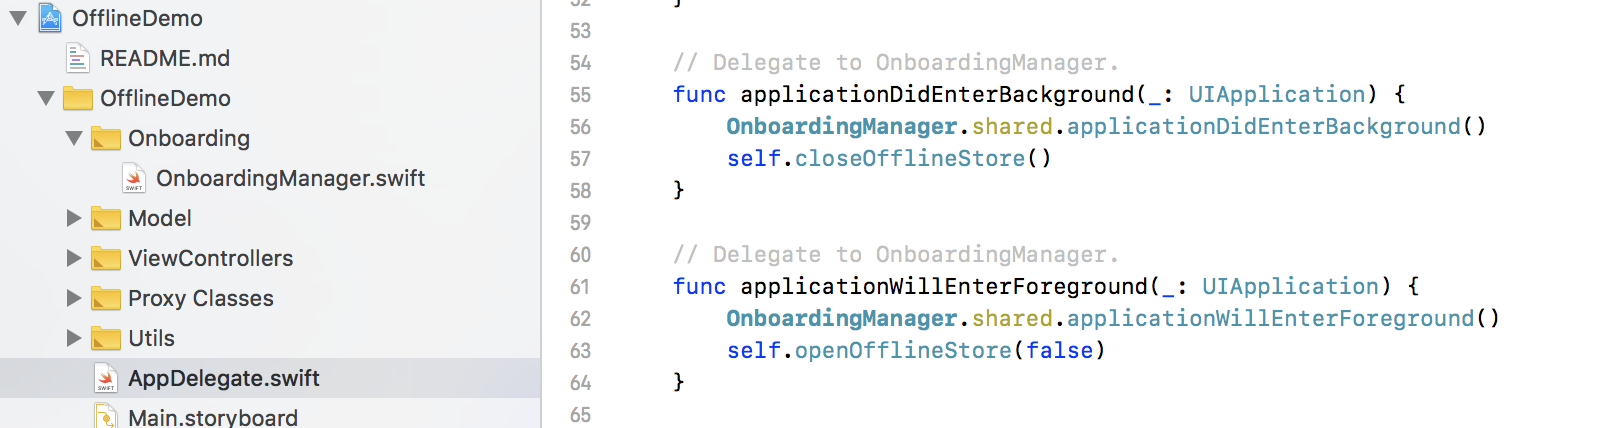 OfflineDemo
README.md
OfflineDemo
Onboarding
OnboardingManager.swift
Model
ViewControllers
Proxy Classes
Utils
AppDelegate.swift
Main.storyboard
52 }
53
54 // Delegate to OnboardingManager.
55 func applicationDidEnterBackground(_: UIApplication) {
56 OnboardingManager.shared.applicationDidEnterBackground()
57 self.closeOfflineStore()
58 }
59
60 // Delegate to OnboardingManager.
61 func applicationWillEnterForeground(_: UIApplication) {
62 OnboardingManager.shared.applicationWillEnterForeground()
63 self.openOfflineStore(false)
64 }
65